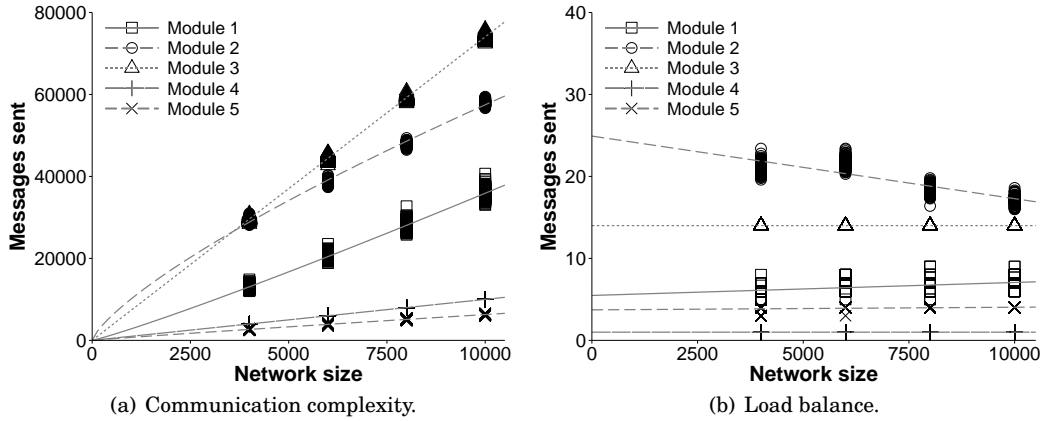 80000
60000
40000
20000
0
0 2500 5000 7500 10000
Messages sent
Network size
Module 1
Module 2
Module 3
Module 4
Module 5
(a) Communication complexity.
40
30
20
10
0
0 2500 5000 7500 10000
Messages sent
Network size
Module 1
Module 2
Module 3
Module 4
Module 5
(b) Load balance.